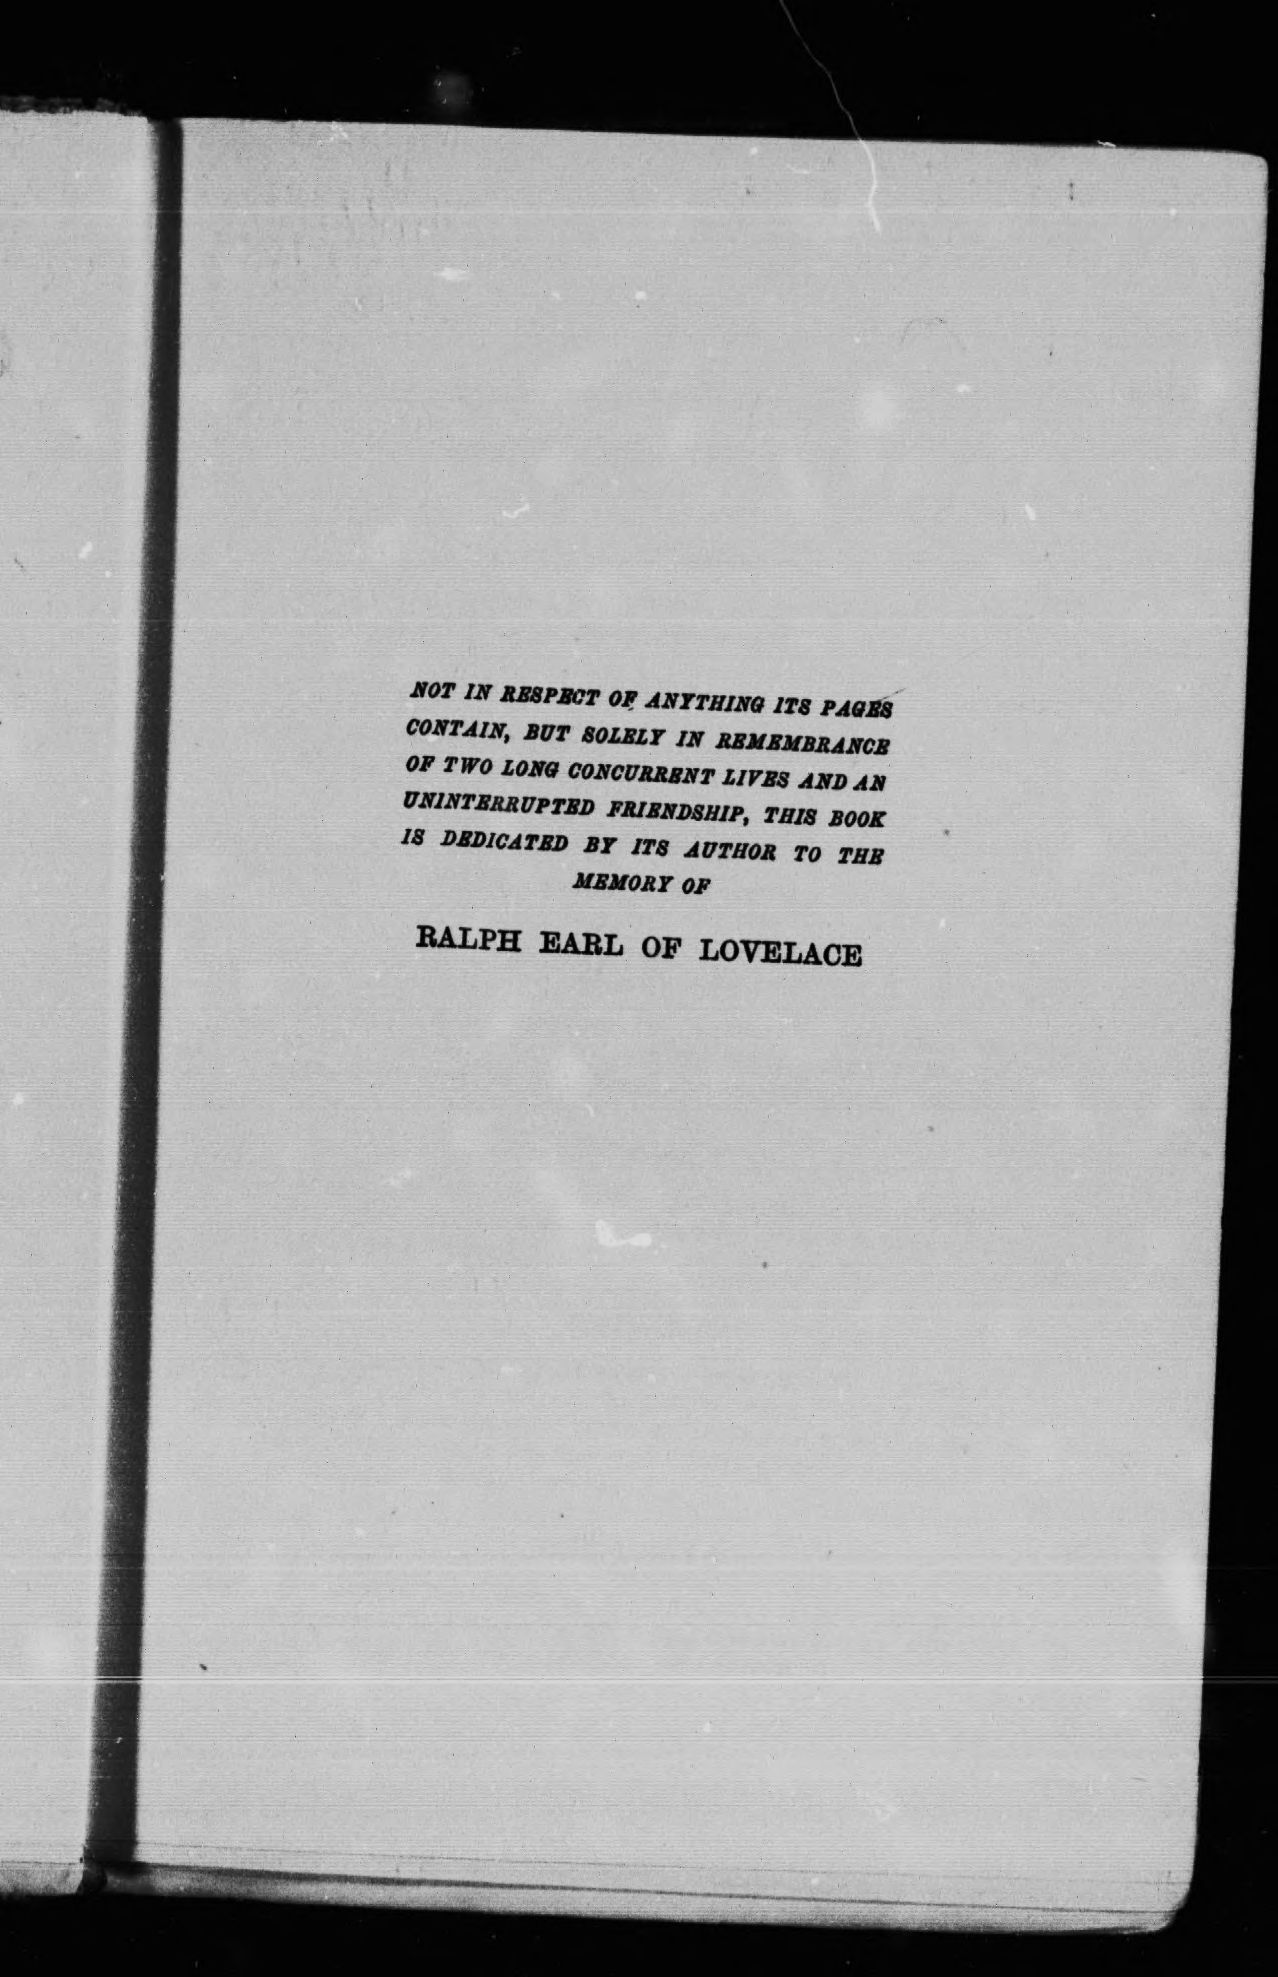 NOT IN RESPECT OF ANYTHING ITS PAGES
CONTAIN, BUT SOLELY IN REMEMBRANCE
OF TWO LONG CONCURRENT LIVES AND AN
UNINTERRUPTED FRIENDSHIP, THIS BOOK
IS DEDICATED BY ITS AUTHOR TO THE
MEMORY OF
RALPH EARL OF LOVELACE